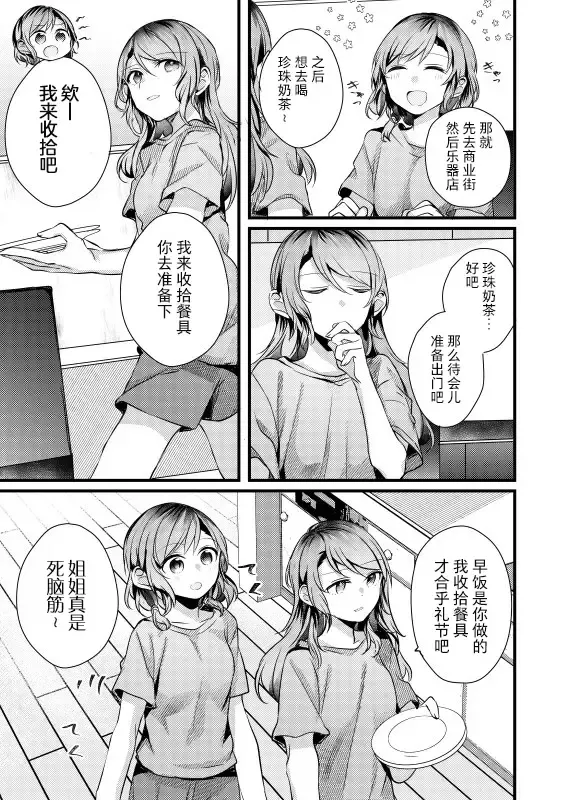 那就
先去商业街
然后乐器店
之后
想去喝
珍珠奶茶～
珍珠奶茶…
好吧
那么待会儿
准备出门吧
欸—
我来收拾吧
我来收拾餐具
你去准备下
早饭是你做的
我收拾餐具
才合乎礼节吧
姐姐真是
死脑筋～